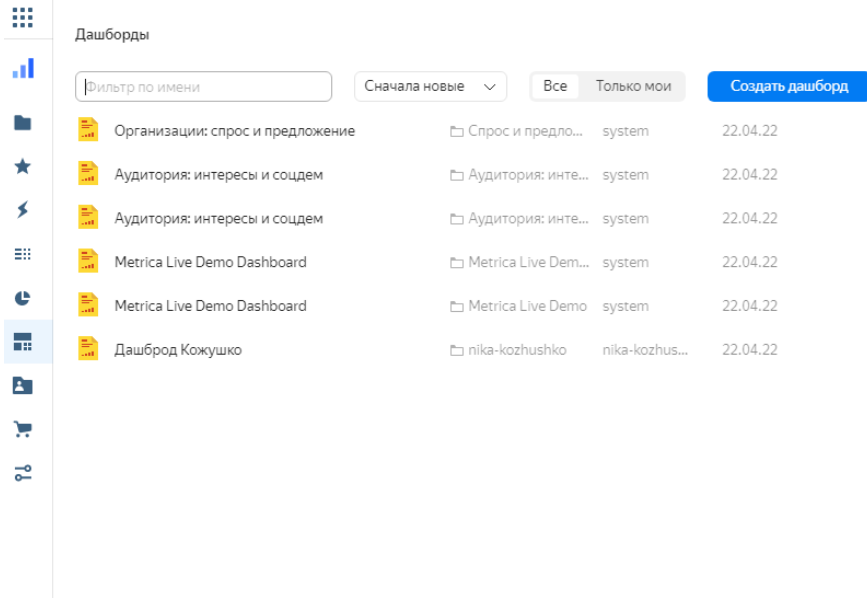 Дашборды
Фильтр по имени Сначала новые Все Только мои Создать дашборд
Организации: спрос и предложение Спрос и предло... system 22.04.22
Аудитория: интересы и соцдем Аудитория: инте... system 22.04.22
Аудитория: интересы и соцдем Аудитория: инте... system 22.04.22
Metrica Live Demo Dashboard Metrica Live Dem... system 22.04.22
Metrica Live Demo Dashboard Metrica Live Demo system 22.04.22
Дашброд Кожушко nika-kozhushko nika-kozhus... 22.04.22